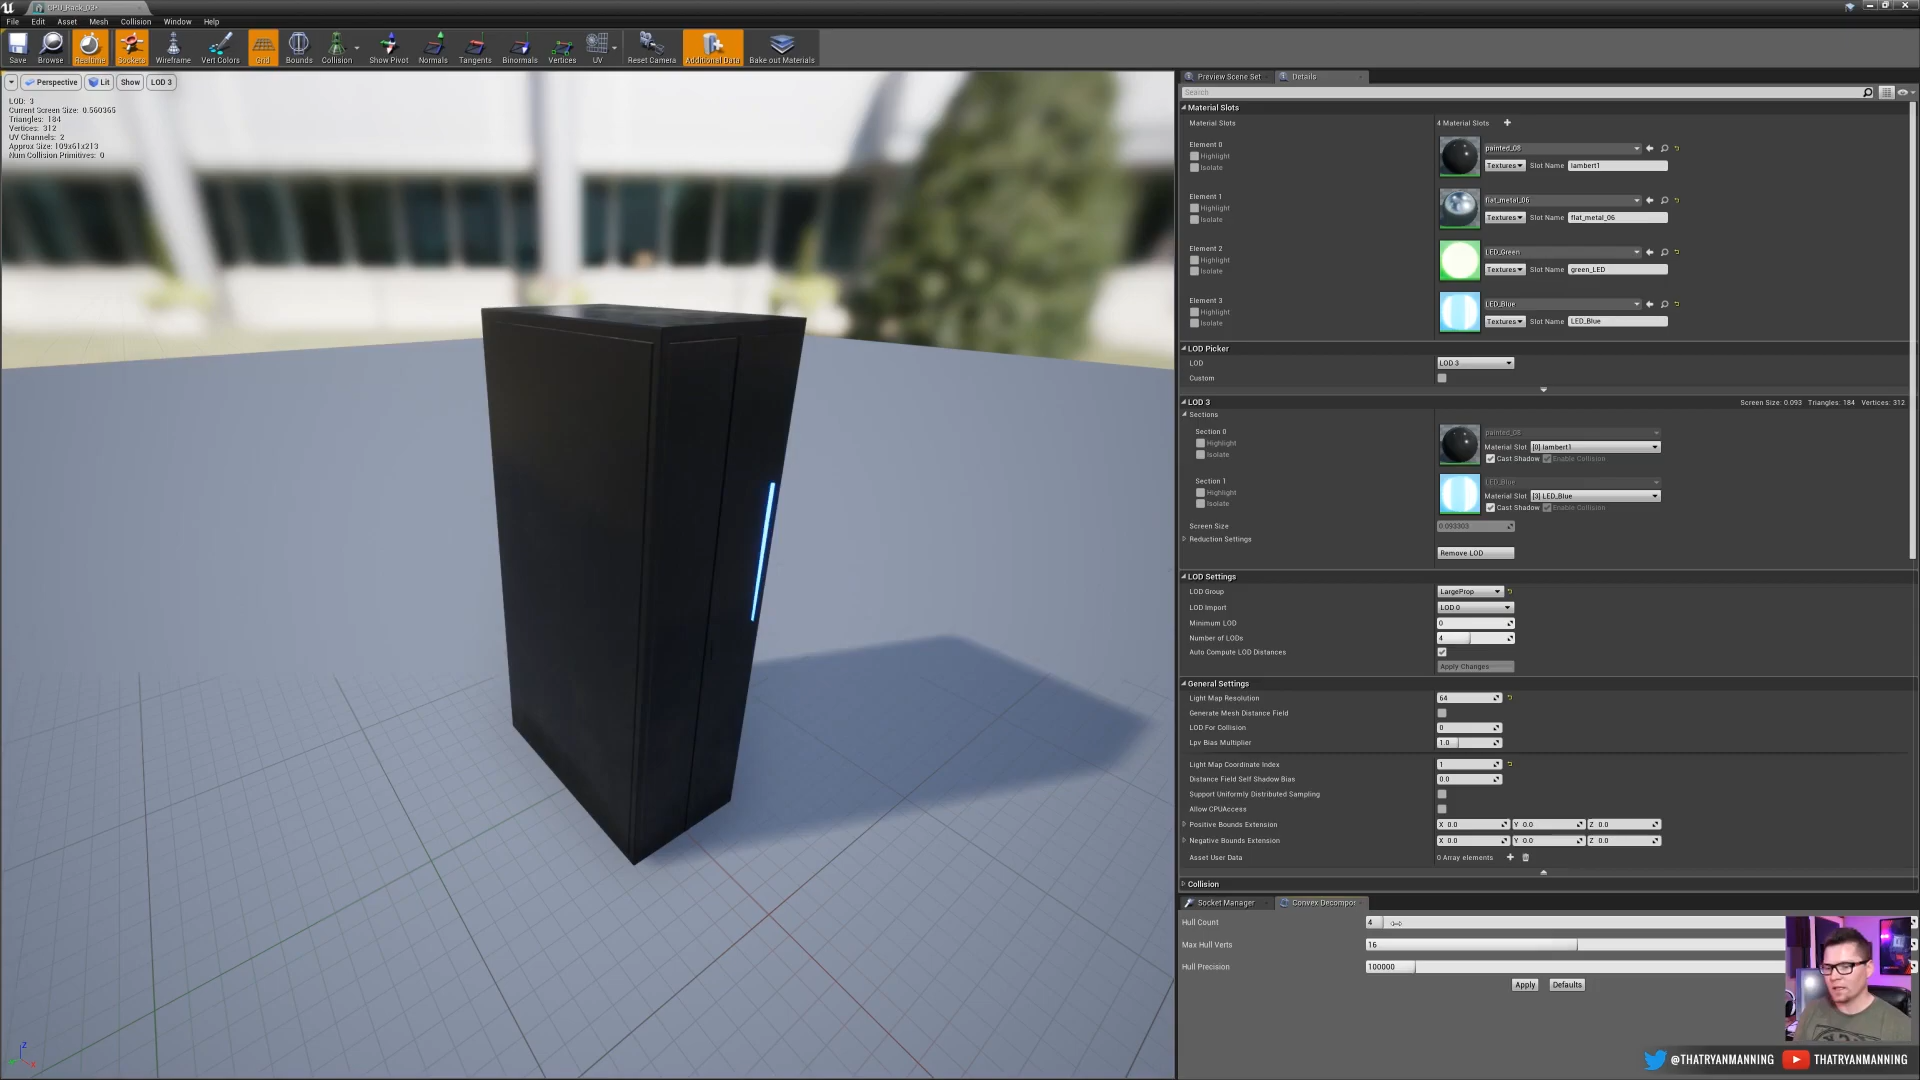 CPU_Rack_03*
File Edit Asset Mesh Collision Window Help
Save Browse Realtime Sockets Wireframe Vert Colors Grid Bounds Collision Show Pivot Normals Tangents Binormals Vertices UV Reset Camera Additional Data Bake out Materials
Perspective Lit Show LOD 3
LOD: 3
Current Screen Size: 0.560365
Triangles: 184
Vertices: 312
UV Channels: 2
Approx Size: 109x61x213
Num Collision Primitives: 0
Preview Scene Set Details
Search
Material Slots
Material Slots 4 Material Slots
Element 0
Highlight
Isolate
painted_08
Textures Slot Name lambert1
Element 1
Highlight
Isolate
flat_metal_06
Textures Slot Name flat_metal_06
Element 2
Highlight
Isolate
LED_Green
Textures Slot Name green_LED
Element 3
Highlight
Isolate
LED_Blue
Textures Slot Name LED_Blue
LOD Picker
LOD LOD 3
Custom
LOD 3 Screen Size: 0.093 Triangles: 184 Vertices: 312
Sections
Section 0
Highlight
Isolate
painted_08
Material Slot [0] lambert1
Cast Shadow Enable Collision
Section 1
Highlight
Isolate
LED_Blue
Material Slot [3] LED_Blue
Cast Shadow Enable Collision
Screen Size 0.093303
Reduction Settings
Remove LOD
LOD Settings
LOD Group LargeProp
LOD Import LOD 0
Minimum LOD 0
Number of LODs 4
Auto Compute LOD Distances
Apply Changes
General Settings
Light Map Resolution 64
Generate Mesh Distance Field
LOD For Collision 0
Lpv Bias Multiplier 1.0
Light Map Coordinate Index 1
Distance Field Self Shadow Bias 0.0
Support Uniformly Distributed Sampling
Allow CPUAccess
Positive Bounds Extension X 0.0 Y 0.0 Z 0.0
Negative Bounds Extension X 0.0 Y 0.0 Z 0.0
Asset User Data 0 Array elements
Collision
Socket Manager Convex Decompos
Hull Count 4
Max Hull Verts 16
Hull Precision 100000
Apply Defaults
Z
X
@THATRYANMANNING THATRYANMANNING